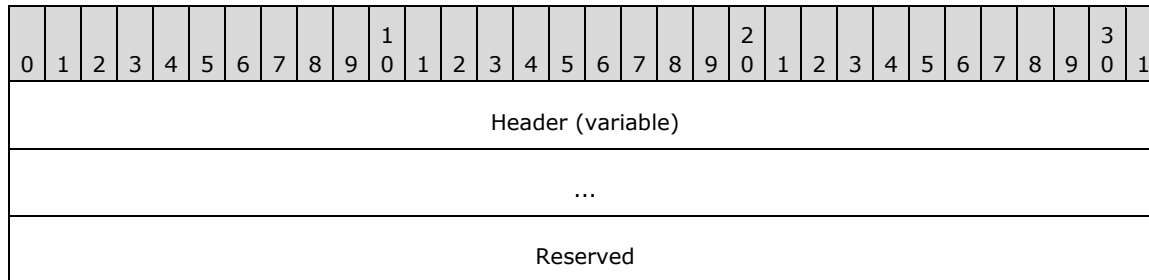 1 2 3
0 1 2 3 4 5 6 7 8 9 0 1 2 3 4 5 6 7 8 9 0 1 2 3 4 5 6 7 8 9 0 1
Header (variable)
...
Reserved